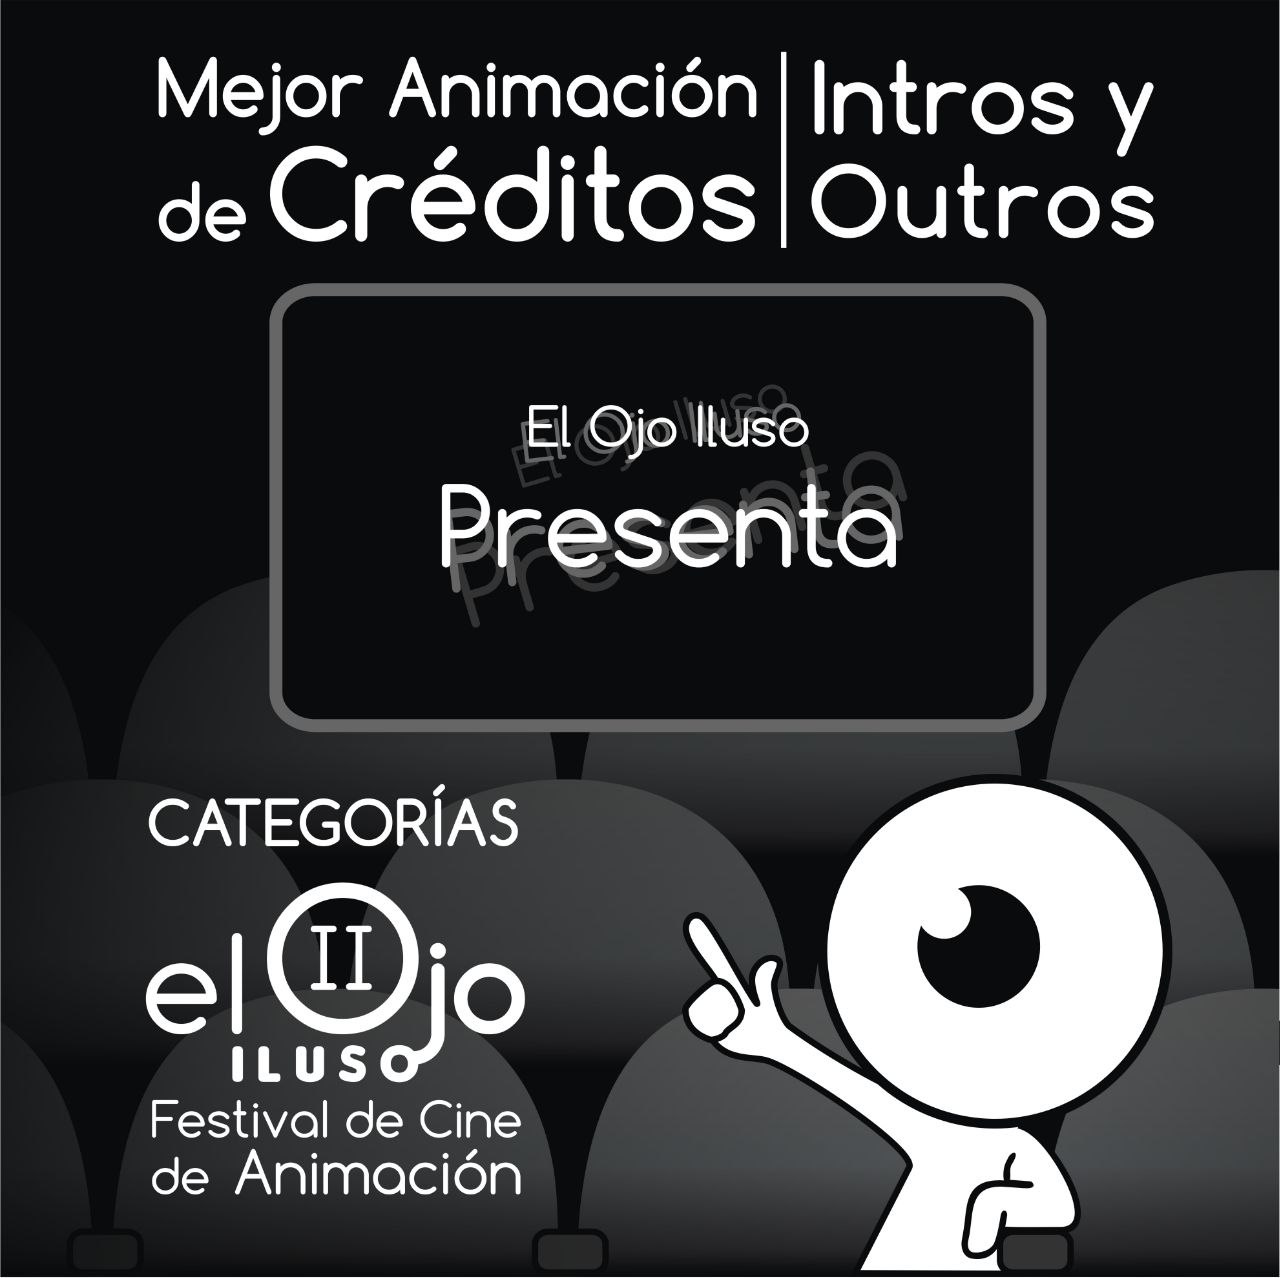 Mejor Animación
de Créditos
Intros y
Outros
El Ojo Iluso
Presenta
CATEGORÍAS
el Ojo
II
ILUSO
Festival de Cine
de Animación